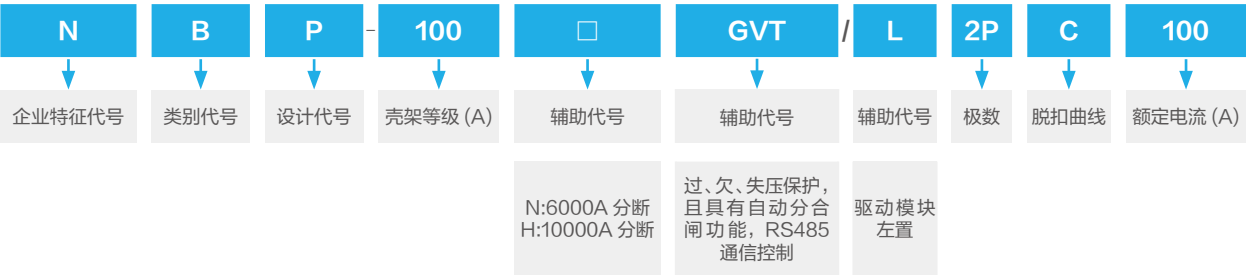 N B P - 100 □ GVT / L 2P C 100
企业特征代号 类别代号 设计代号 壳架等级 (A) 辅助代号 辅助代号 辅助代号 极数 脱扣曲线 额定电流 (A)
N:6000A 分断
H:10000A 分断
过、欠、失压保护，
且具有自动分合
闸功能，RS485
通信控制
驱动模块
左置